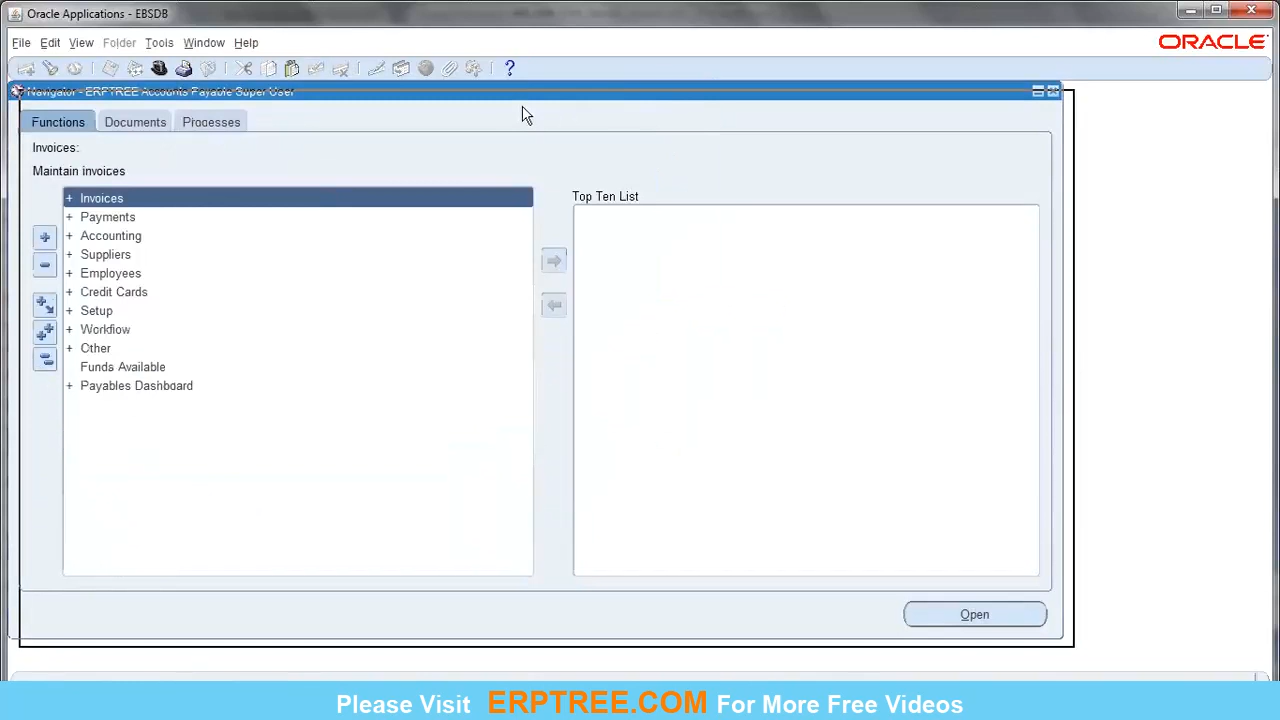 Oracle Applications - EBSDB
File Edit View Folder Tools Window Help
ORACLE
Navigator - ERPTREE Accounts Payable Super User
Functions Documents Processes
Invoices:
Maintain invoices
Top Ten List
+ Invoices
+ Payments
+ Accounting
+ Suppliers
+ Employees
+ Credit Cards
+ Setup
+ Workflow
+ Other
Funds Available
+ Payables Dashboard
Open
Please Visit ERPTREE.COM For More Free Videos